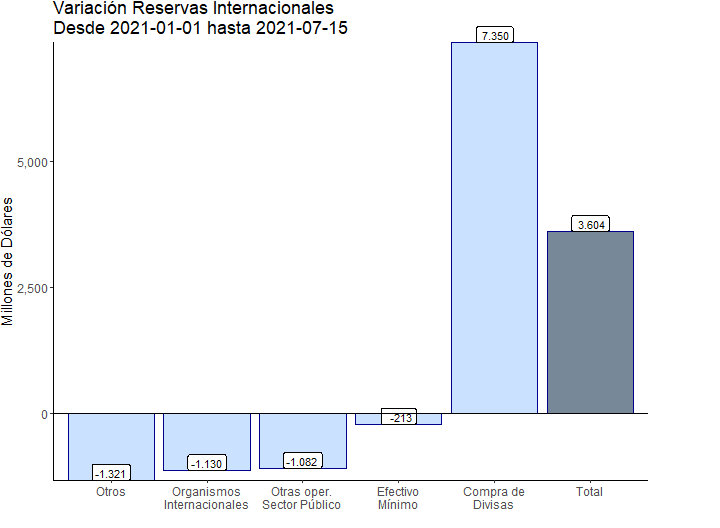 Variación Reservas Internacionales
Desde 2021-01-01 hasta 2021-07-15
Millones de Dólares
5,000
2,500
0
-1.321
-1.130
-1.082
-213
7.350
3.604
Otros
Organismos
Internacionales
Otras oper.
Sector Público
Efectivo
Mínimo
Compra de
Divisas
Total